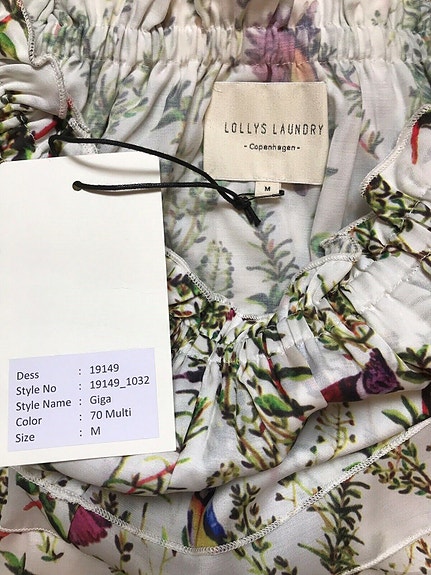 LOLLYS LAUNDRY
- Copenhagen -
M
Dess : 19149
Style No : 19149_1032
Style Name : Giga
Color : 70 Multi
Size : M